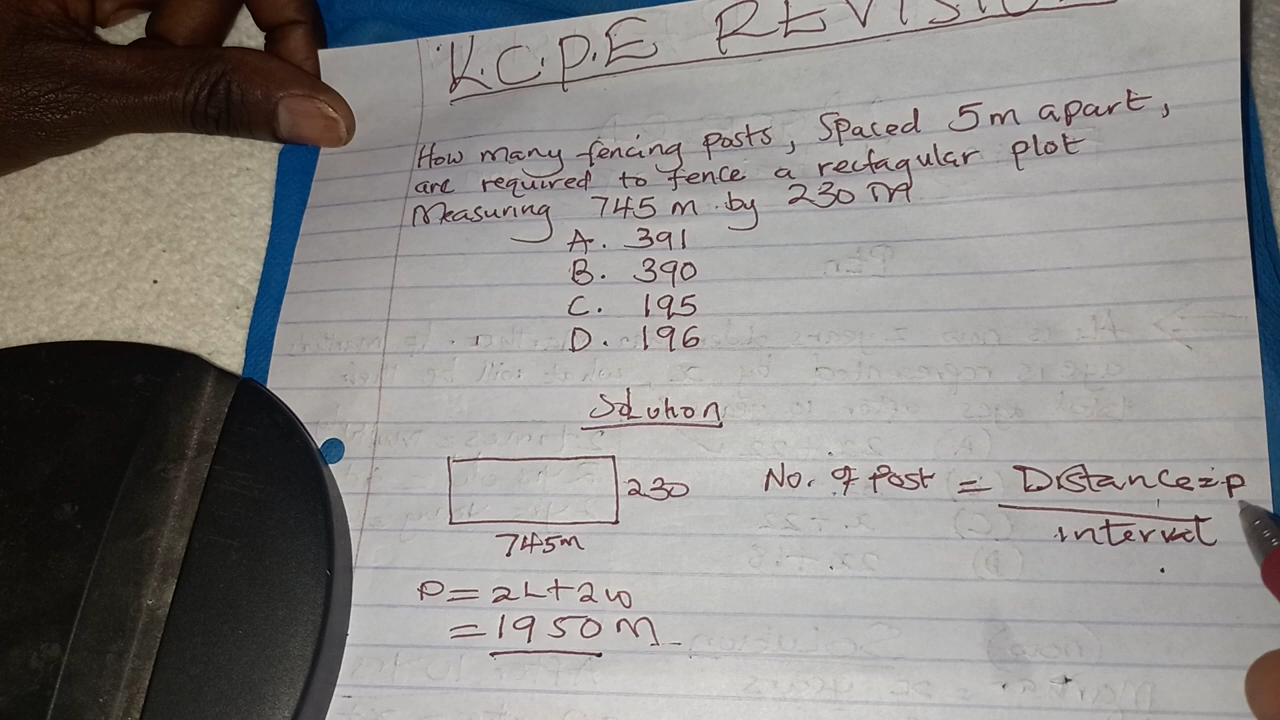 K.C.P.E REVISION
How many fencing posts, Spaced 5m apart,
are required to fence a rectagular plot
Measuring 745 m by 230 m
A. 391
B. 390
C. 195
D. 196
Solution
230
745m
No. of Post = Distance = P
interval
P = 2L + 2w
= 1950 m